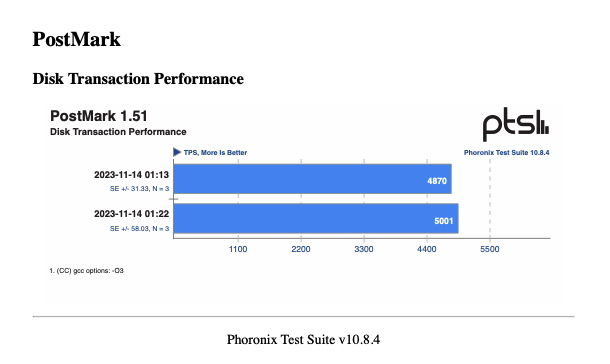 PostMark
Disk Transaction Performance
PostMark 1.51
Disk Transaction Performance
ptsl
TPS, More Is Better
Phoronix Test Suite 10.8.4
2023-11-14 01:13
SE +/- 31.33, N = 3
4870
2023-11-14 01:22
SE +/- 58.03, N = 3
5001
1100 2200 3300 4400 5500
1. (CC) gcc options: -O3
Phoronix Test Suite v10.8.4